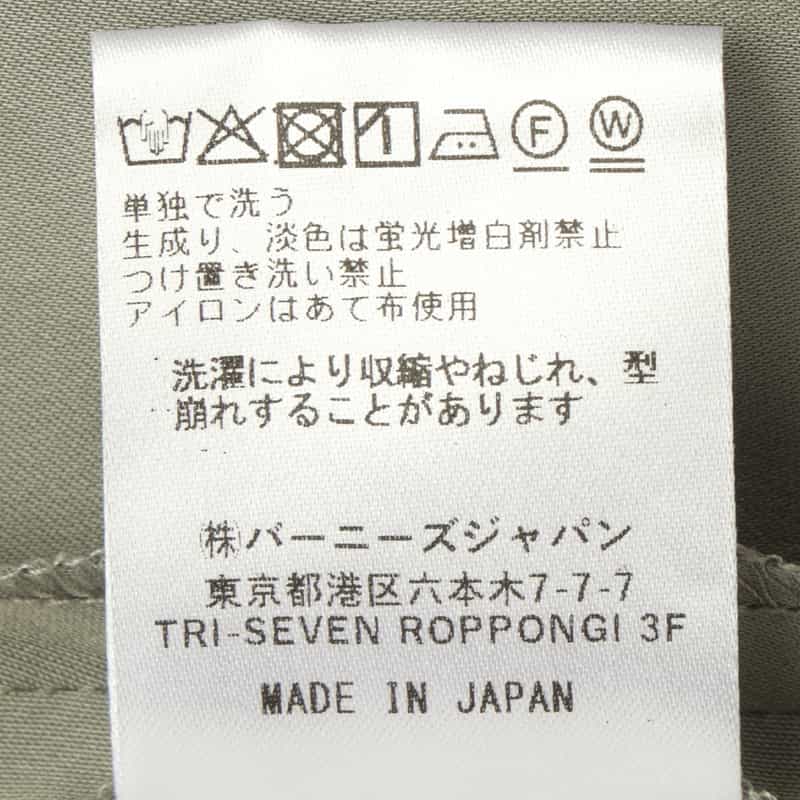 F W
単独で洗う
生成り、淡色は蛍光増白剤禁止
つけ置き洗い禁止
アイロンはあて布使用
洗濯により収縮やねじれ、型
崩れすることがあります
㈱バーニーズジャパン
東京都港区六本木7-7-7
TRI-SEVEN ROPPONGI 3F
MADE IN JAPAN